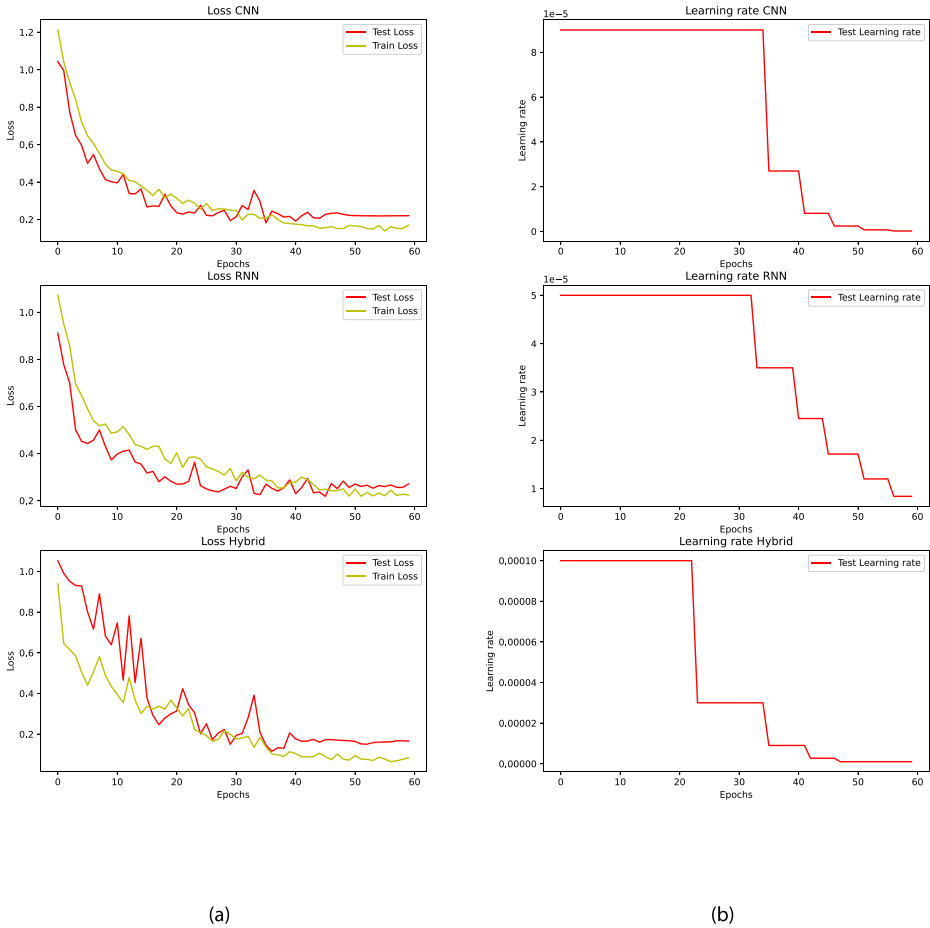 Loss CNN
Test Loss
Train Loss
Loss
1.2
1.0
0.8
0.6
0.4
0.2
0 10 20 30 40 50 60
Epochs
Learning rate CNN
1e−5
Test Learning rate
Learning rate
8
6
4
2
0
0 10 20 30 40 50 60
Epochs
Loss RNN
Test Loss
Train Loss
Loss
1.0
0.8
0.6
0.4
0.2
0 10 20 30 40 50 60
Epochs
Learning rate RNN
1e−5
Test Learning rate
Learning rate
5
4
3
2
1
0 10 20 30 40 50 60
Epochs
Loss Hybrid
Test Loss
Train Loss
Loss
1.0
0.8
0.6
0.4
0.2
0 10 20 30 40 50 60
Epochs
Learning rate Hybrid
Test Learning rate
Learning rate
0.00010
0.00008
0.00006
0.00004
0.00002
0.00000
0 10 20 30 40 50 60
Epochs
(a)
(b)